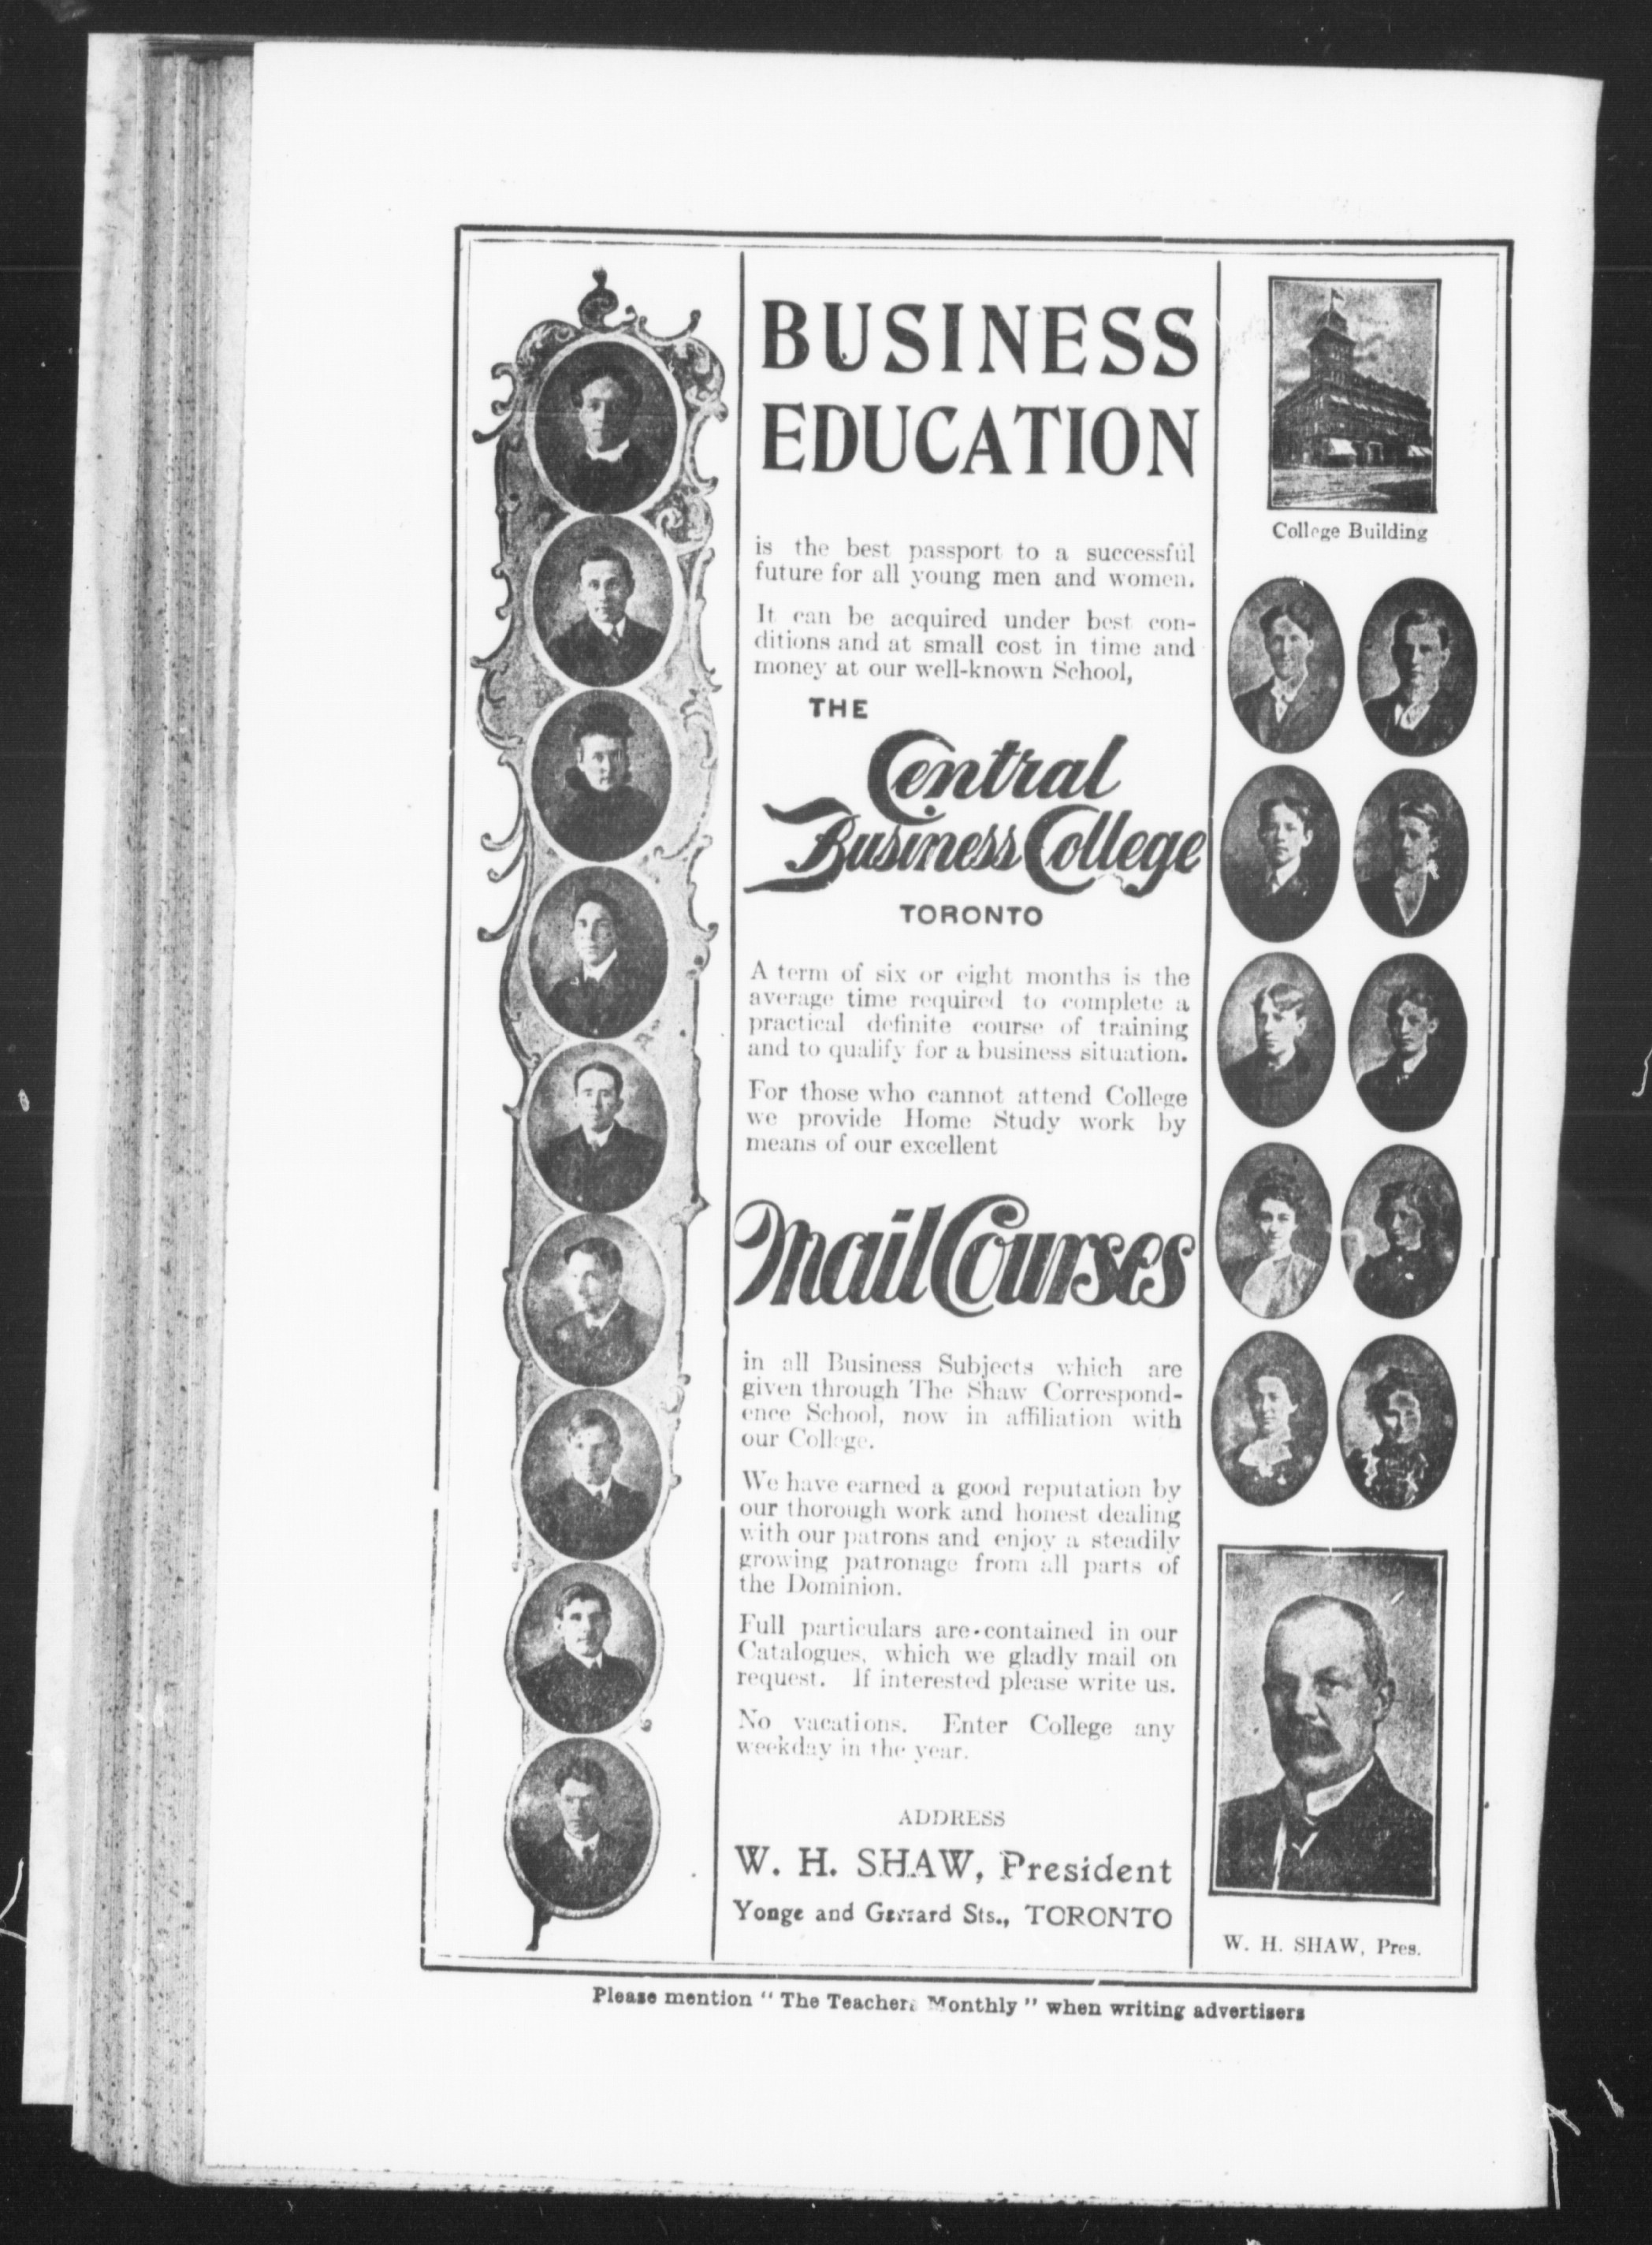 BUSINESS
EDUCATION
is the best passport to a successful
future for all young men and women.
It can be acquired under best con-
ditions and at small cost in time and
money at our well-known School,
THE
Central
Business College
TORONTO
A term of six or eight months is the
average time required to complete a
practical definite course of training
and to qualify for a business situation.
For those who cannot attend College
we provide Home Study work by
means of our excellent
Mail Courses
in all Business Subjects which are
given through The Shaw Correspond-
ence School, now in affiliation with
our College.
We have earned a good reputation by
our thorough work and honest dealing
with our patrons and enjoy a steadily
growing patronage from all parts of
the Dominion.
Full particulars are contained in our
Catalogues, which we gladly mail on
request. If interested please write us.
No vacations. Enter College any
weekday in the year.
ADDRESS
W. H. SHAW, President
Yonge and Gerrard Sts., TORONTO
College Building
W. H. SHAW, Pres.
Please mention "The Teachers Monthly" when writing advertisers